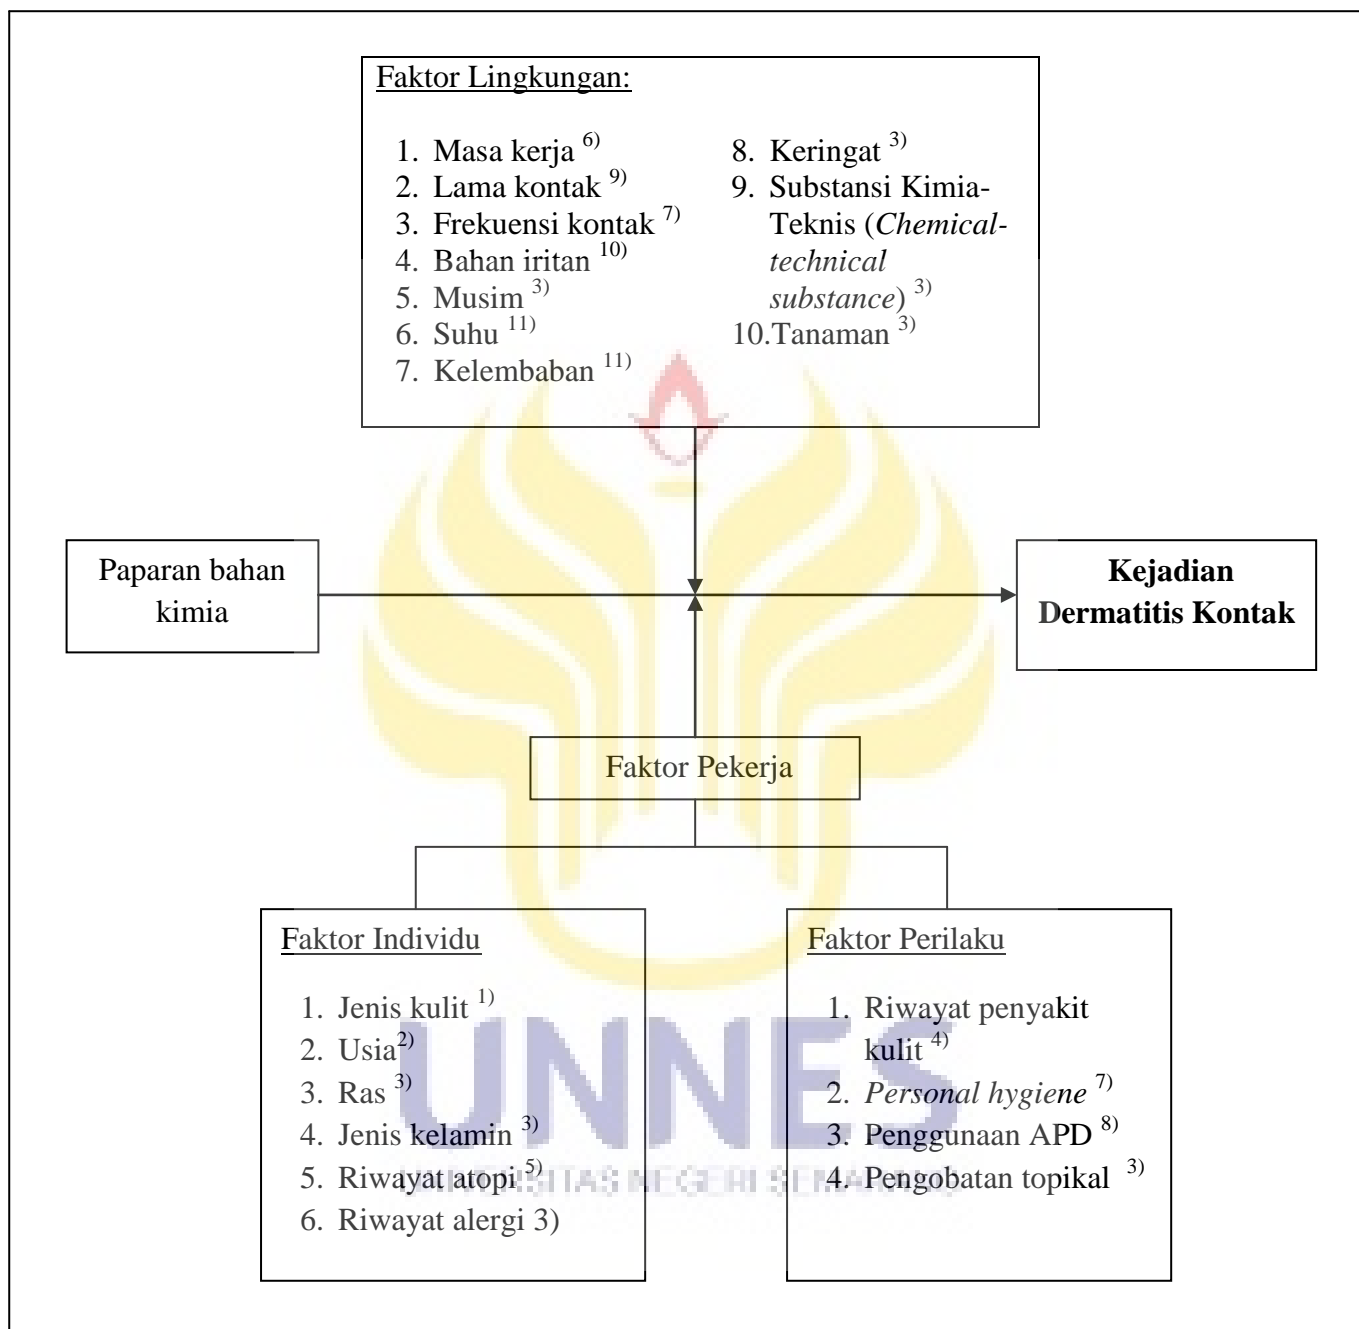 Faktor Lingkungan:
1. Masa kerja 6)
2. Lama kontak 9)
3. Frekuensi kontak 7)
4. Bahan iritan 10)
5. Musim 3)
6. Suhu 11)
7. Kelembaban 11)
8. Keringat 3)
9. Substansi Kimia-
Teknis (Chemical-
technical
substance) 3)
10.Tanaman 3)
Paparan bahan
kimia
Kejadian
Dermatitis Kontak
Faktor Pekerja
Faktor Individu
1. Jenis kulit 1)
2. Usia2)
3. Ras 3)
4. Jenis kelamin 3)
5. Riwayat atopi 5)
6. Riwayat alergi 3)
Faktor Perilaku
1. Riwayat penyakit
kulit 4)
2. Personal hygiene 7)
3. Penggunaan APD 8)
4. Pengobatan topikal 3)
UNNES
UNIVERSITAS NEGERI SEMARANG